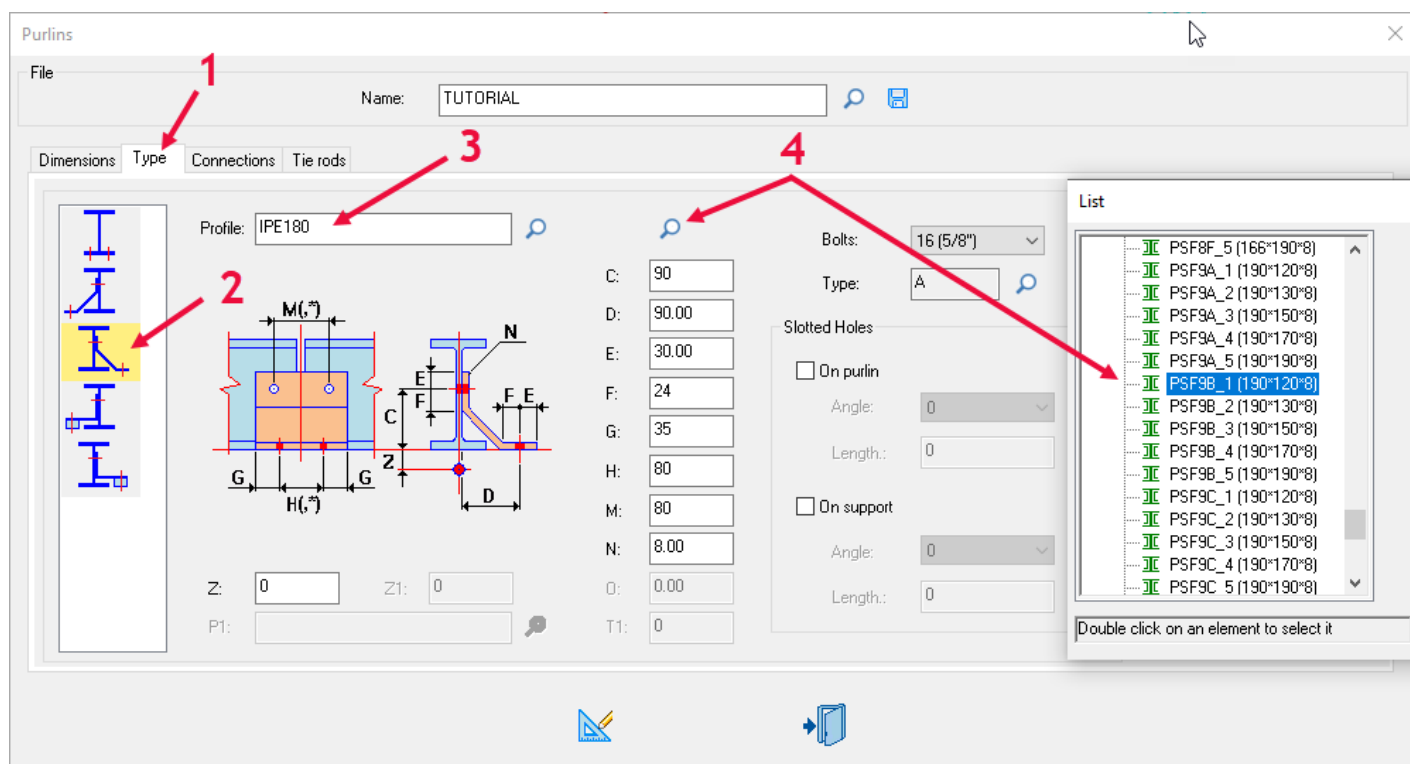 Purlins
File
1
Name: TUTORIAL
Dimensions Type Connections Tie rods
3
4
2
Profile: IPE180
C: 90
D: 90.00
E: 30.00
F: 24
G: 35
H: 80
M: 80
N: 8.00
O: 0.00
T1: 0
M(,*)
N
E
F
C
F E
Z
G
G
H(,*)
D
Z: 0
Z1: 0
P1:
Bolts: 16 (5/8")
Type: A
Slotted Holes
On purlin
Angle: 0
Length.: 0
On support
Angle: 0
Length.: 0
List
PSF8F_5 (166*190*8)
PSF9A_1 (190*120*8)
PSF9A_2 (190*130*8)
PSF9A_3 (190*150*8)
PSF9A_4 (190*170*8)
PSF9A_5 (190*190*8)
PSF9B_1 (190*120*8)
PSF9B_2 (190*130*8)
PSF9B_3 (190*150*8)
PSF9B_4 (190*170*8)
PSF9B_5 (190*190*8)
PSF9C_1 (190*120*8)
PSF9C_2 (190*130*8)
PSF9C_3 (190*150*8)
PSF9C_4 (190*170*8)
PSF9C_5 (190*190*8)
Double click on an element to select it